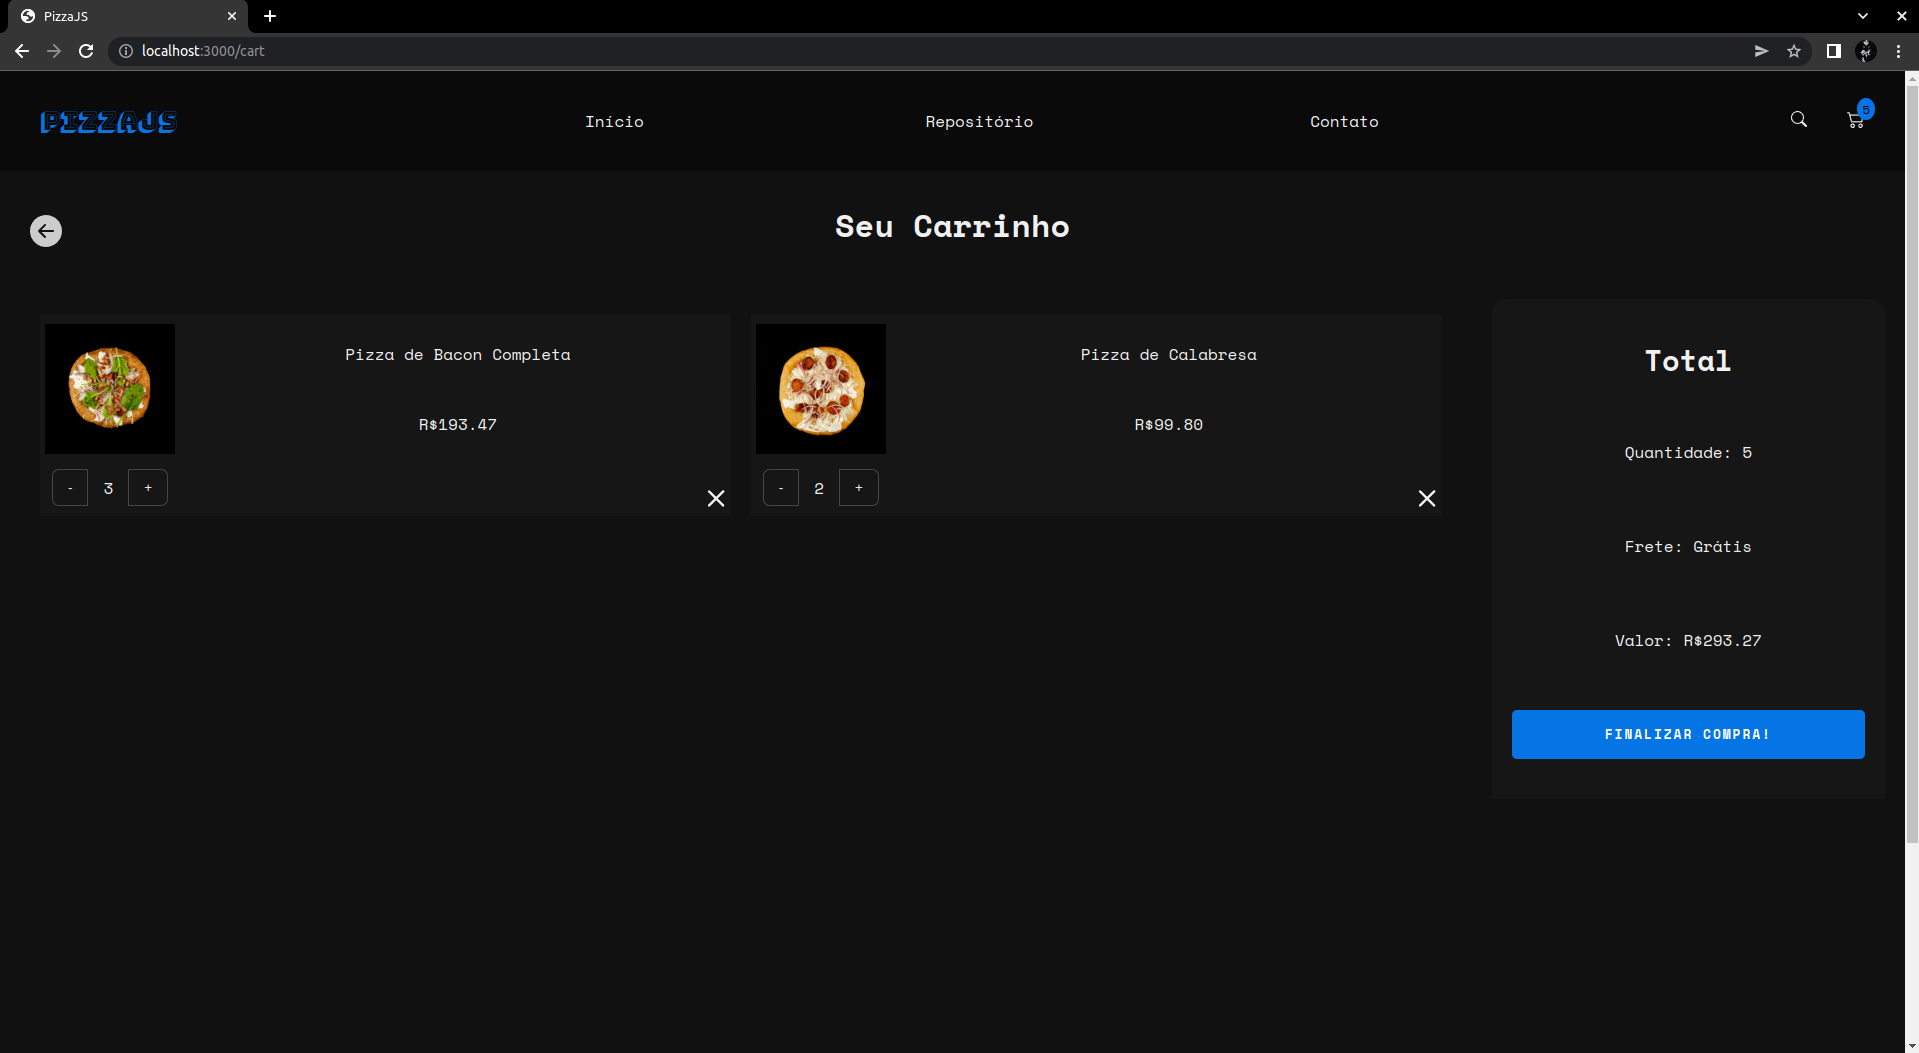 PizzaJS
localhost:3000/cart
PIZZAJS
Início
Repositório
Contato
5
Seu Carrinho
Pizza de Bacon Completa
R$193.47
- 3 +
Pizza de Calabresa
R$99.80
- 2 +
Total
Quantidade: 5
Frete: Grátis
Valor: R$293.27
FINALIZAR COMPRA!